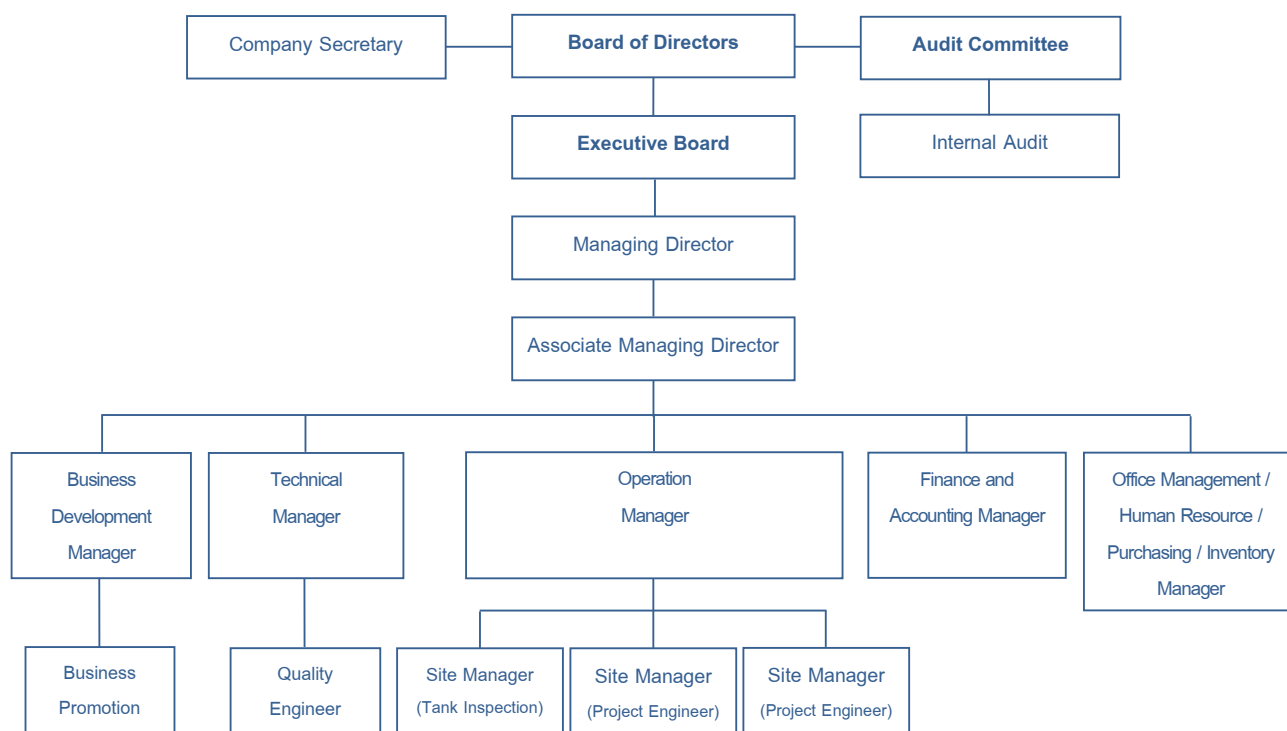 Company Secretary
Board of Directors
Audit Committee
Executive Board
Internal Audit
Managing Director
Associate Managing Director
Business
Development
Manager
Technical
Manager
Operation
Manager
Finance and
Accounting Manager
Office Management /
Human Resource /
Purchasing / Inventory
Manager
Business
Promotion
Quality
Engineer
Site Manager
(Tank Inspection)
Site Manager
(Project Engineer)
Site Manager
(Project Engineer)